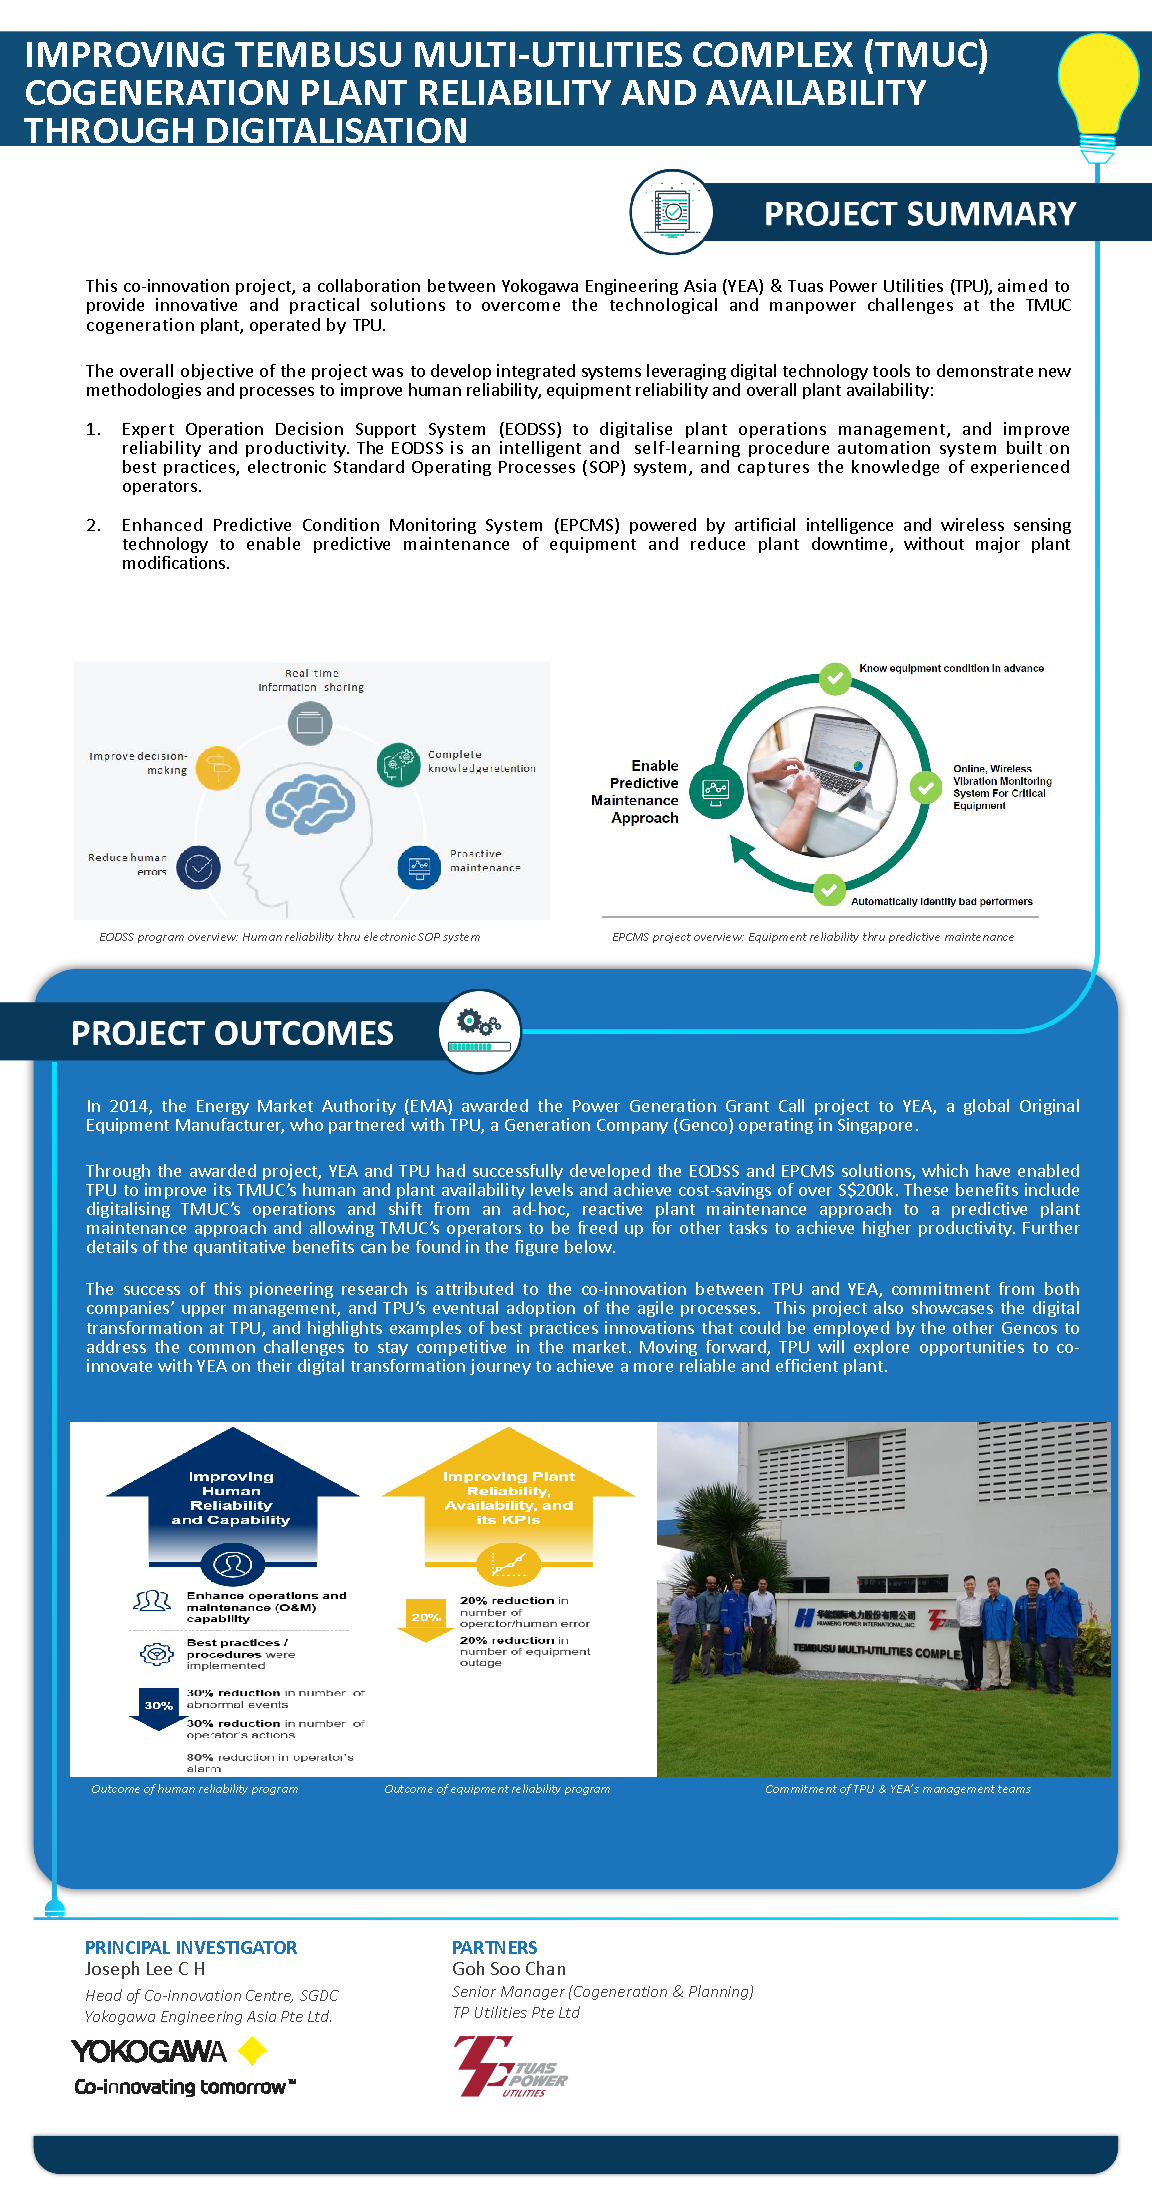 IMPROVING TEMBUSU MULTI-UTILITIES COMPLEX (TMUC)
COGENERATION PLANT RELIABILITY AND AVAILABILITY
THROUGH DIGITALISATION
PROJECT SUMMARY
This co-innovation project, a collaboration between Yokogawa Engineering Asia (YEA) & Tuas Power Utilities (TPU), aimed to
provide innovative and practical solutions to overcome the technological and manpower challenges at the TMUC
cogeneration plant, operated by TPU.
The overall objective of the project was to develop integrated systems leveraging digital technology tools to demonstrate new
methodologies and processes to improve human reliability, equipment reliability and overall plant availability:
1. Expert Operation Decision Support System (EODSS) to digitalise plant operations management, and improve
reliability and productivity. The EODSS is an intelligent and self-learning procedure automation system built on
best practices, electronic Standard Operating Processes (SOP) system, and captures the knowledge of experienced
operators.
2. Enhanced Predictive Condition Monitoring System (EPCMS) powered by artificial intelligence and wireless sensing
technology to enable predictive maintenance of equipment and reduce plant downtime, without major plant
modifications.
Real-time
information sharing
Improve decision-
making
Complete
knowledgeretention
Reduce human
errors
Proactive
maintenance
EODSS program overview: Human reliability thru electronic SOP system
Know equipment condition in advance
Enable
Predictive
Maintenance
Approach
Online, Wireless
Vibration Monitoring
System For Critical
Equipment
Automatically identify bad performers
EPCMS project overview: Equipment reliability thru predictive maintenance
PROJECT OUTCOMES
In 2014, the Energy Market Authority (EMA) awarded the Power Generation Grant Call project to YEA, a global Original
Equipment Manufacturer, who partnered with TPU, a Generation Company (Genco) operating in Singapore.
Through the awarded project, YEA and TPU had successfully developed the EODSS and EPCMS solutions, which have enabled
TPU to improve its TMUC's human and plant availability levels and achieve cost-savings of over S$200k. These benefits include
digitalising TMUC's operations and shift from an ad-hoc, reactive plant maintenance approach to a predictive plant
maintenance approach and allowing TMUC's operators to be freed up for other tasks to achieve higher productivity. Further
details of the quantitative benefits can be found in the figure below.
The success of this pioneering research is attributed to the co-innovation between TPU and YEA, commitment from both
companies' upper management, and TPU's eventual adoption of the agile processes. This project also showcases the digital
transformation at TPU, and highlights examples of best practices innovations that could be employed by the other Gencos to
address the common challenges to stay competitive in the market. Moving forward, TPU will explore opportunities to co-
innovate with YEA on their digital transformation journey to achieve a more reliable and efficient plant.
Improving
Human
Reliability
and Capability
Enhance operations and
maintenance (O&M)
capability
Best practices /
procedures were
implemented
30%
30% reduction in number of
abnormal events
30% reduction in number of
operator's actions
80% reduction in operator's
alarm
Outcome of human reliability program
Improving Plant
Reliability,
Availability, and
its KPIs
20%
20% reduction in
number of
operator/human error
20% reduction in
number of equipment
outage
Outcome of equipment reliability program
华能国际电力股份有限公司
HUANENG POWER INTERNATIONAL, INC.
TEMBUSU MULTI-UTILITIES COMPLEX
Commitment of TPU & YEA's management teams
PRINCIPAL INVESTIGATOR
Joseph Lee C H
Head of Co-innovation Centre, SGDC
Yokogawa Engineering Asia Pte Ltd.
YOKOGAWA
Co-innovating tomorrow™
PARTNERS
Goh Soo Chan
Senior Manager (Cogeneration & Planning)
TP Utilities Pte Ltd
TUAS
POWER
UTILITIES